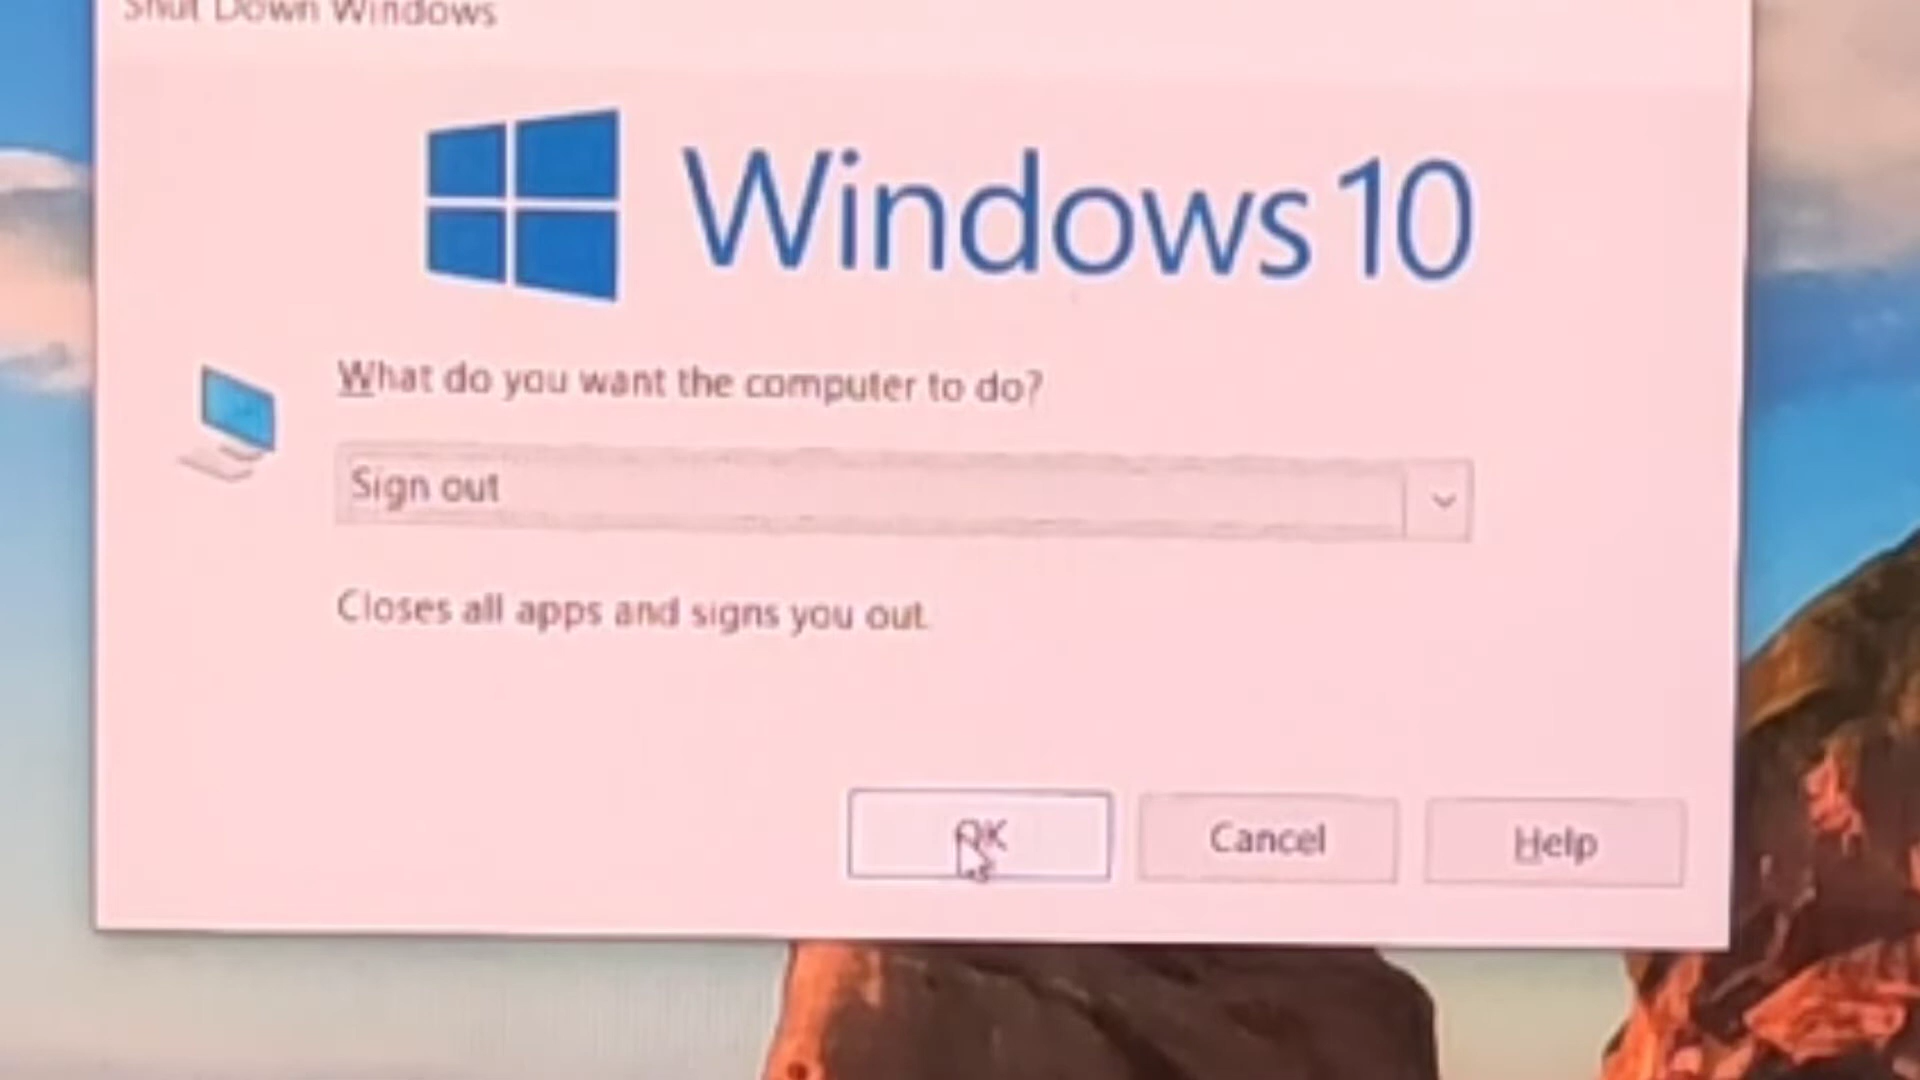 Shut Down Windows
Windows 10
What do you want the computer to do?
Sign out
Closes all apps and signs you out.
OK
Cancel
Help